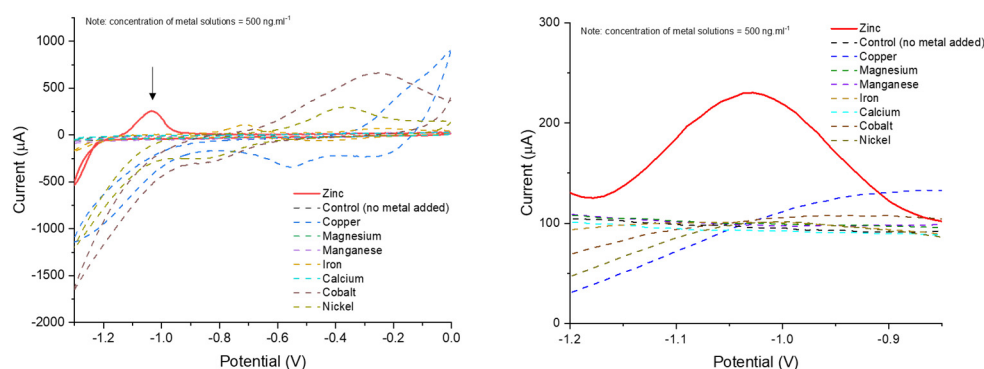 Note: concentration of metal solutions = 500 ng.ml⁻¹
1000
500
0
-500
-1000
-1500
-2000
Current (µA)
Zinc
Control (no metal added)
Copper
Magnesium
Manganese
Iron
Calcium
Cobalt
Nickel
-1.2 -1.0 -0.8 -0.6 -0.4 -0.2 0.0
Potential (V)
Note: concentration of metal solutions = 500 ng.ml⁻¹
300
200
100
0
Current (µA)
Zinc
Control (no metal added)
Copper
Magnesium
Manganese
Iron
Calcium
Cobalt
Nickel
-1.2 -1.1 -1.0 -0.9
Potential (V)